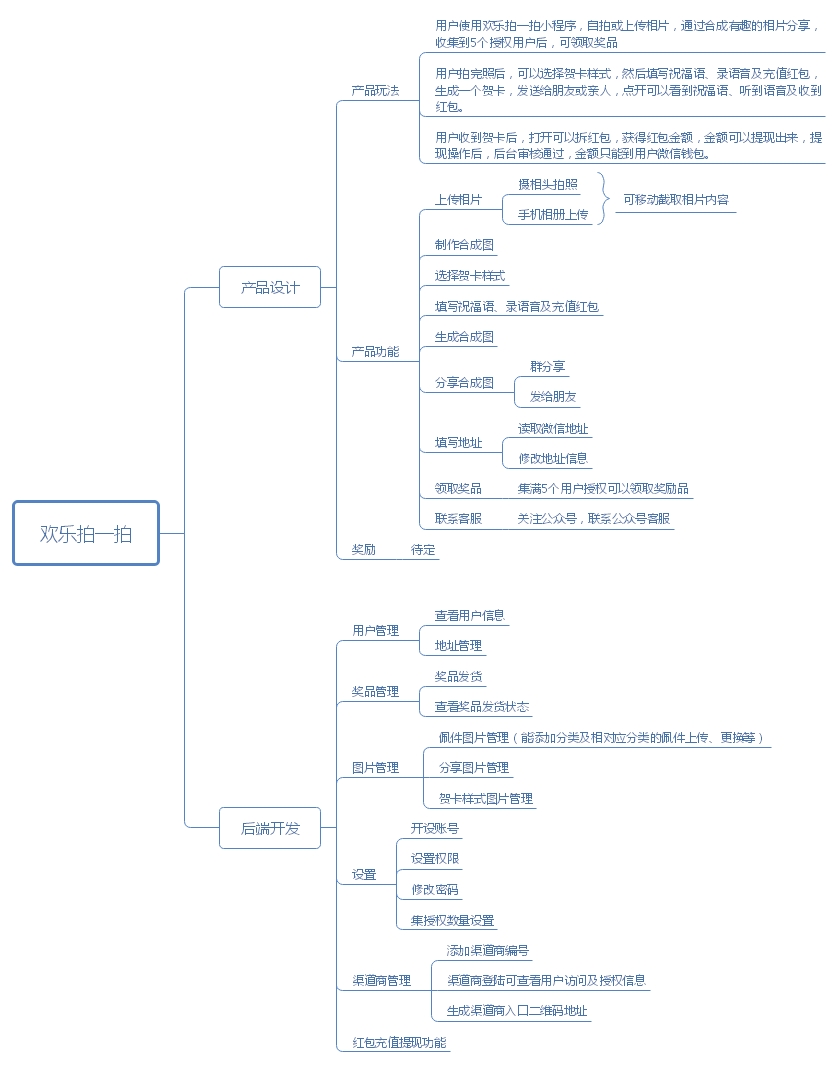 用户使用欢乐拍一拍小程序，自拍或上传相片，通过合成有趣的相片分享，
收集到5个授权用户后，可领取奖品
用户拍完照后，可以选择贺卡样式，然后填写祝福语、录语音及充值红包，
生成一个贺卡，发送给朋友或亲人，点开可以看到祝福语、听到语音及收到
红包。
产品玩法
用户收到贺卡后，打开可以拆红包，获得红包金额，金额可以提现出来，提
现操作后，后台审核通过，金额只能到用户微信钱包。
摄相头拍照
上传相片
可移动截取相片内容
手机相册上传
制作合成图
选择贺卡样式
产品设计
填写祝福语、录语音及充值红包
生成合成图
产品功能
群分享
分享合成图
发给朋友
读取微信地址
填写地址
修改地址信息
领取奖品
集满5个用户授权可以领取奖励品
联系客服
关注公众号，联系公众号客服
欢乐拍一拍
奖励
待定
查看用户信息
用户管理
地址管理
奖品发货
奖品管理
查看奖品发货状态
佩件图片管理（能添加分类及相对应分类的佩件上传、更换等）
图片管理
分享图片管理
贺卡样式图片管理
后端开发
开设账号
设置权限
设置
修改密码
集授权数量设置
添加渠道商编号
渠道商管理
渠道商登陆可查看用户访问及授权信息
生成渠道商入口二维码地址
红包充值提现功能